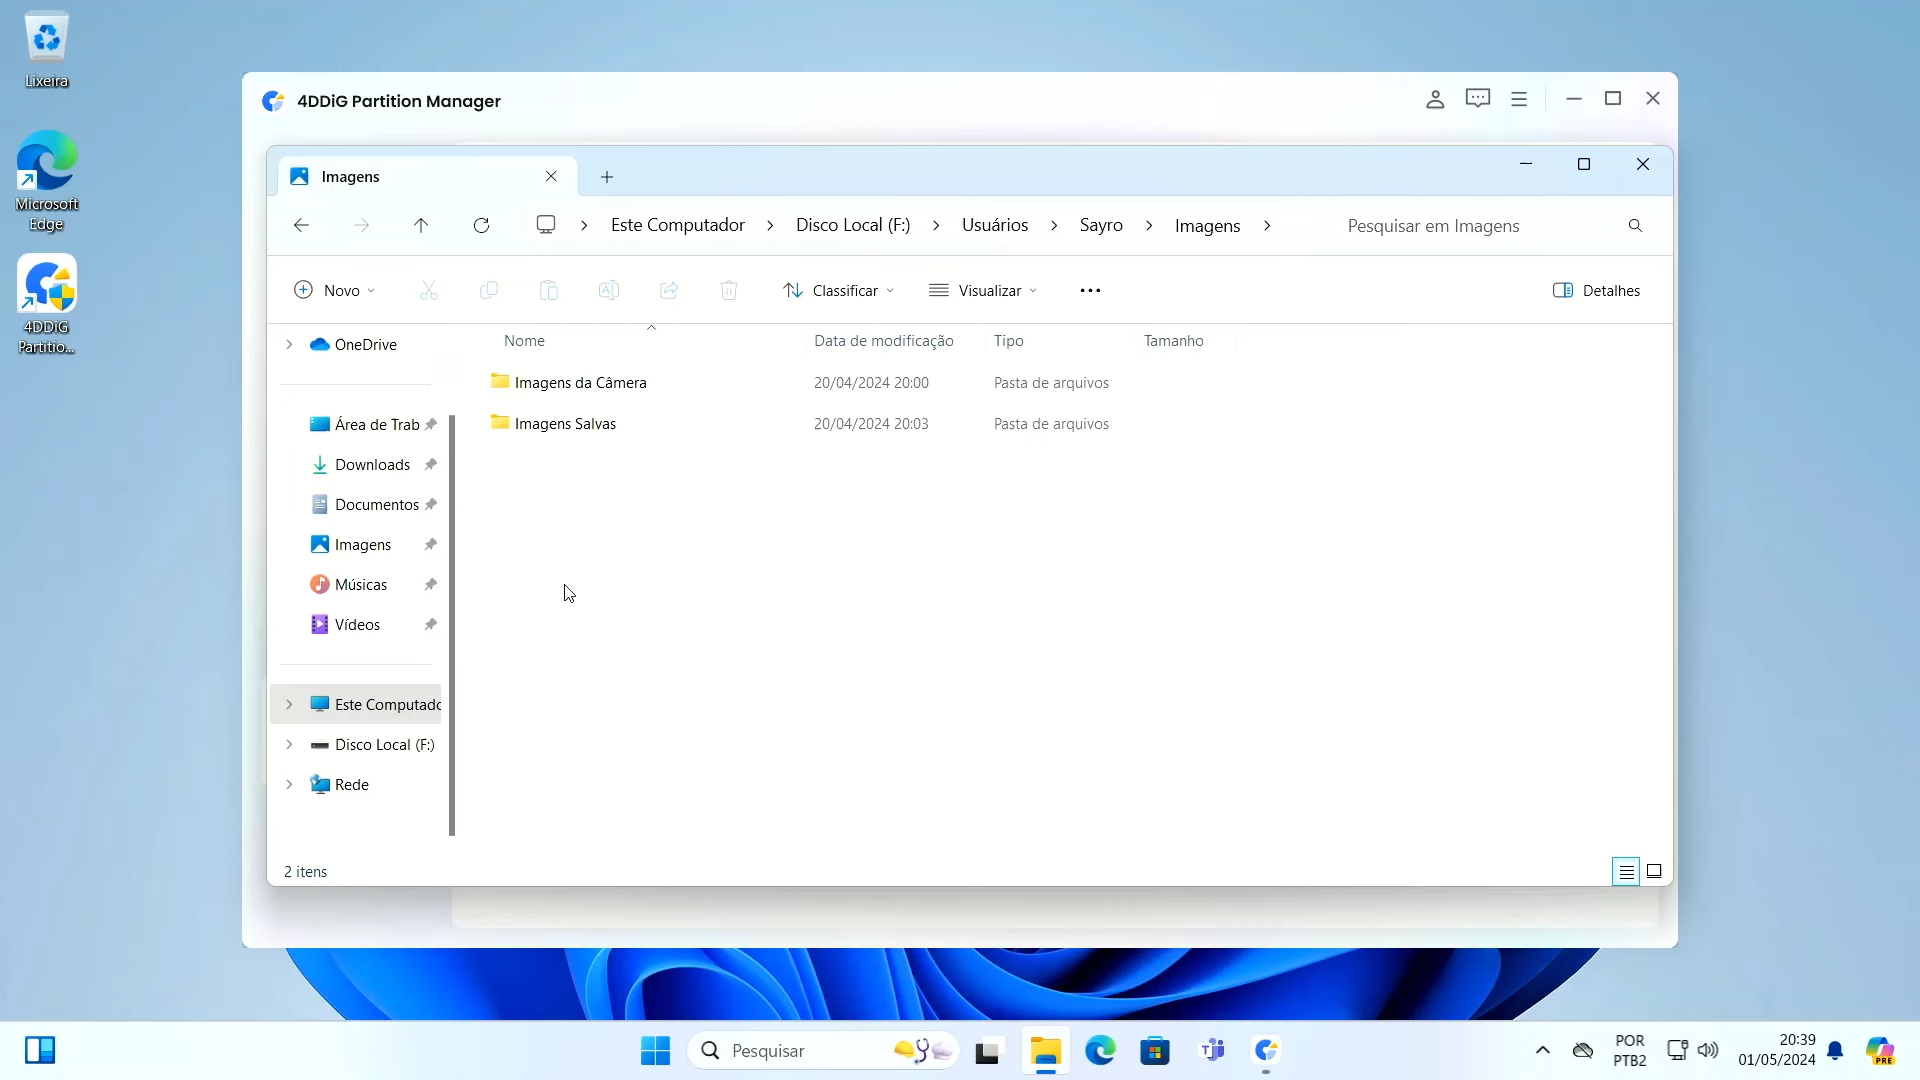 Lixeira
Microsoft
Edge
4DDiG
Partitio...
4DDiG Partition Manager
Imagens
Este Computador
Disco Local (F:)
Usuários
Sayro
Imagens
Pesquisar em Imagens
Novo
Classificar
Visualizar
Detalhes
Nome
Data de modificação
Tipo
Tamanho
OneDrive
Imagens da Câmera
20/04/2024 20:00
Pasta de arquivos
Imagens Salvas
20/04/2024 20:03
Pasta de arquivos
Área de Trab
Downloads
Documentos
Imagens
Músicas
Vídeos
Este Computado
Disco Local (F:)
Rede
2 itens
Pesquisar
POR
PTB2
20:39
01/05/2024
PRE